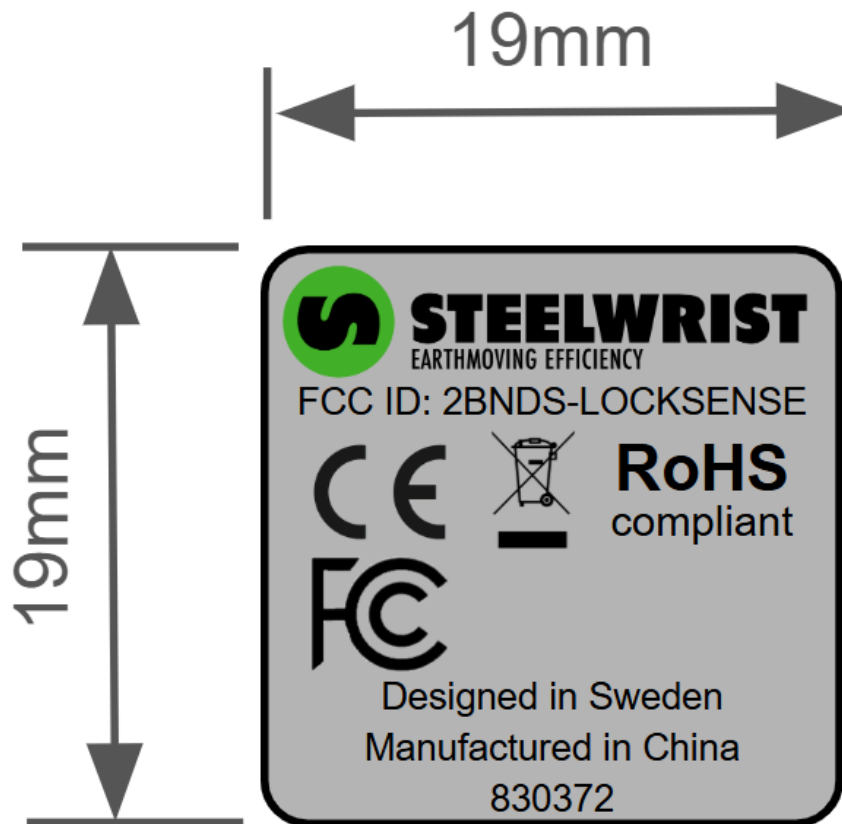 19mm
19mm
STEELWRIST
EARTHMOVING EFFICIENCY
FCC ID: 2BNDS-LOCKSENSE
CE
RoHS
compliant
FC
Designed in Sweden
Manufactured in China
830372